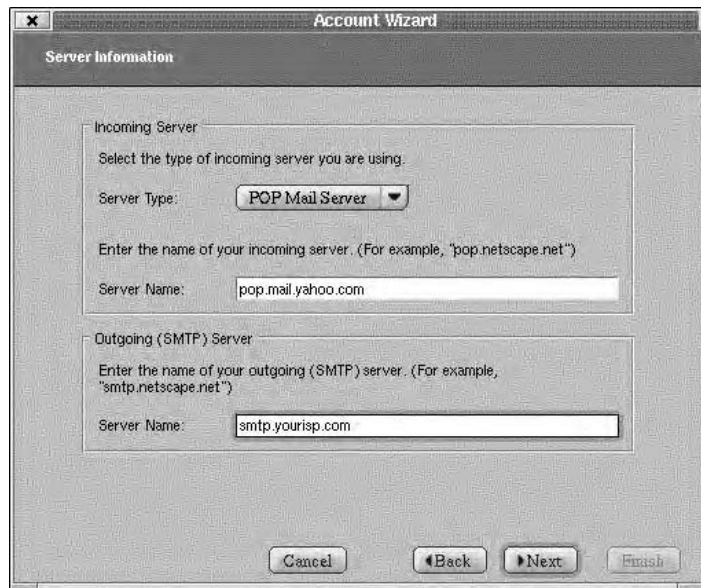 Account Wizard
Server Information
Incoming Server
Select the type of incoming server you are using.
Server Type: POP Mail Server
Enter the name of your incoming server. (For example, "pop.netscape.net")
Server Name: pop.mail.yahoo.com
Outgoing (SMTP) Server
Enter the name of your outgoing (SMTP) server. (For example,
"smtp.netscape.net")
Server Name: smtp.yourisp.com
Cancel Back Next Finish